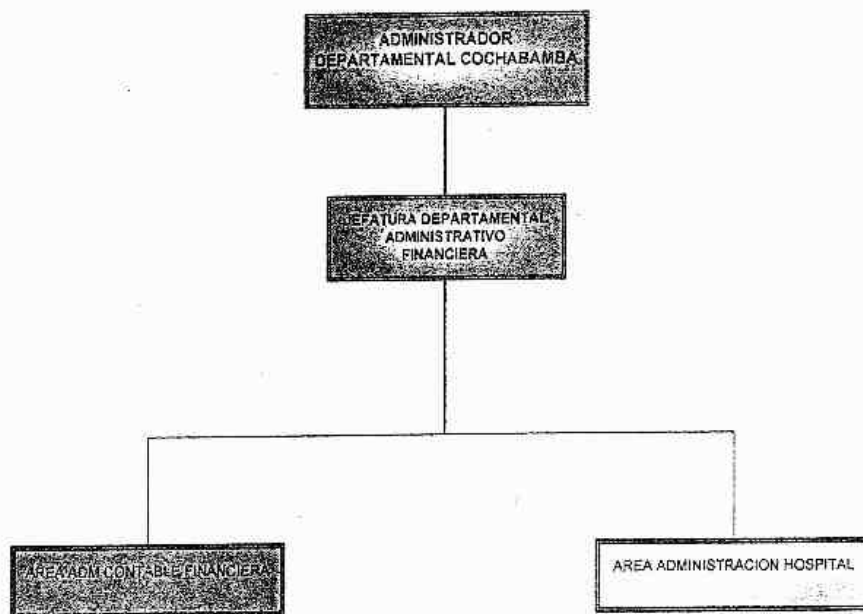 ADMINISTRADOR
DEPARTAMENTAL COCHABAMBA
JEFATURA DEPARTAMENTAL
ADMINISTRATIVO
FINANCIERA
AREA ADM CONTABLE FINANCIERA
AREA ADMINISTRACION HOSPITAL